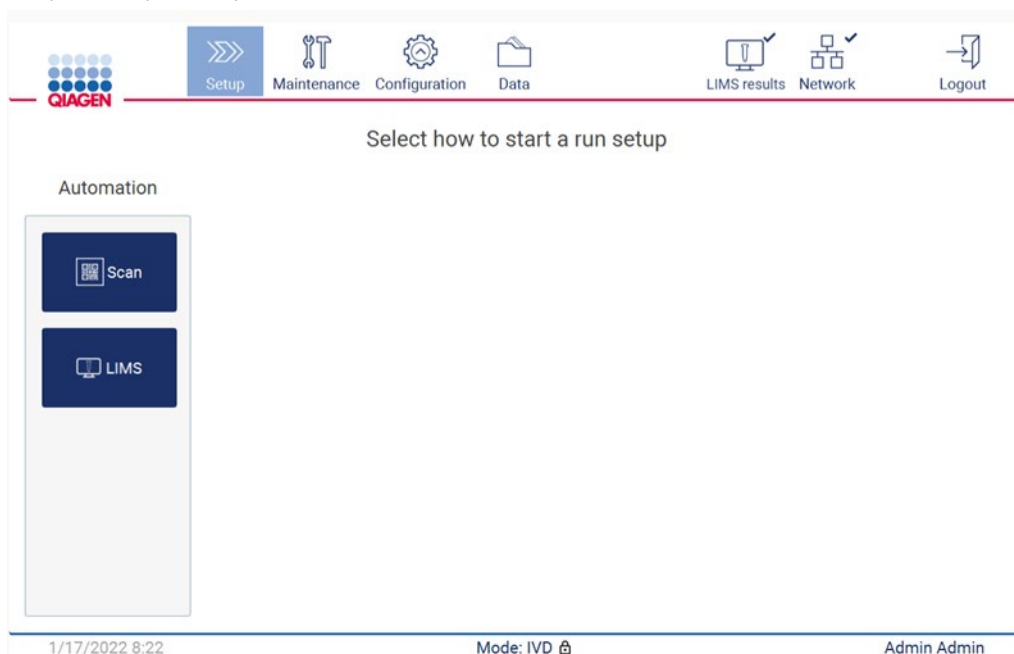 QIAGEN
Setup
Maintenance
Configuration
Data
LIMS results
Network
Logout
Select how to start a run setup
Automation
Scan
LIMS
1/17/2022 8:22
Mode: IVD
Admin Admin